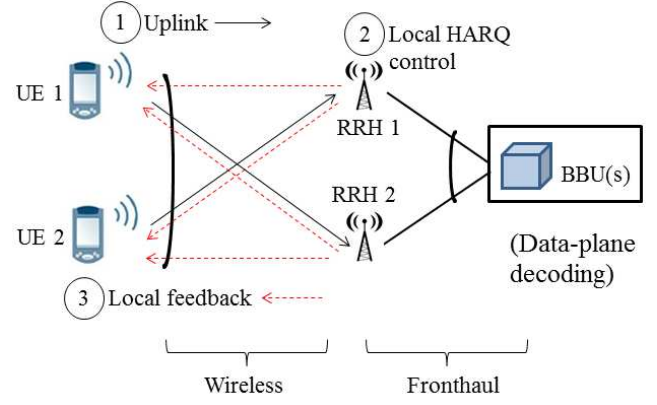 1 Uplink
2 Local HARQ
control
UE 1
RRH 1
RRH 2
BBU(s)
UE 2
(Data-plane
decoding)
3 Local feedback
Wireless
Fronthaul